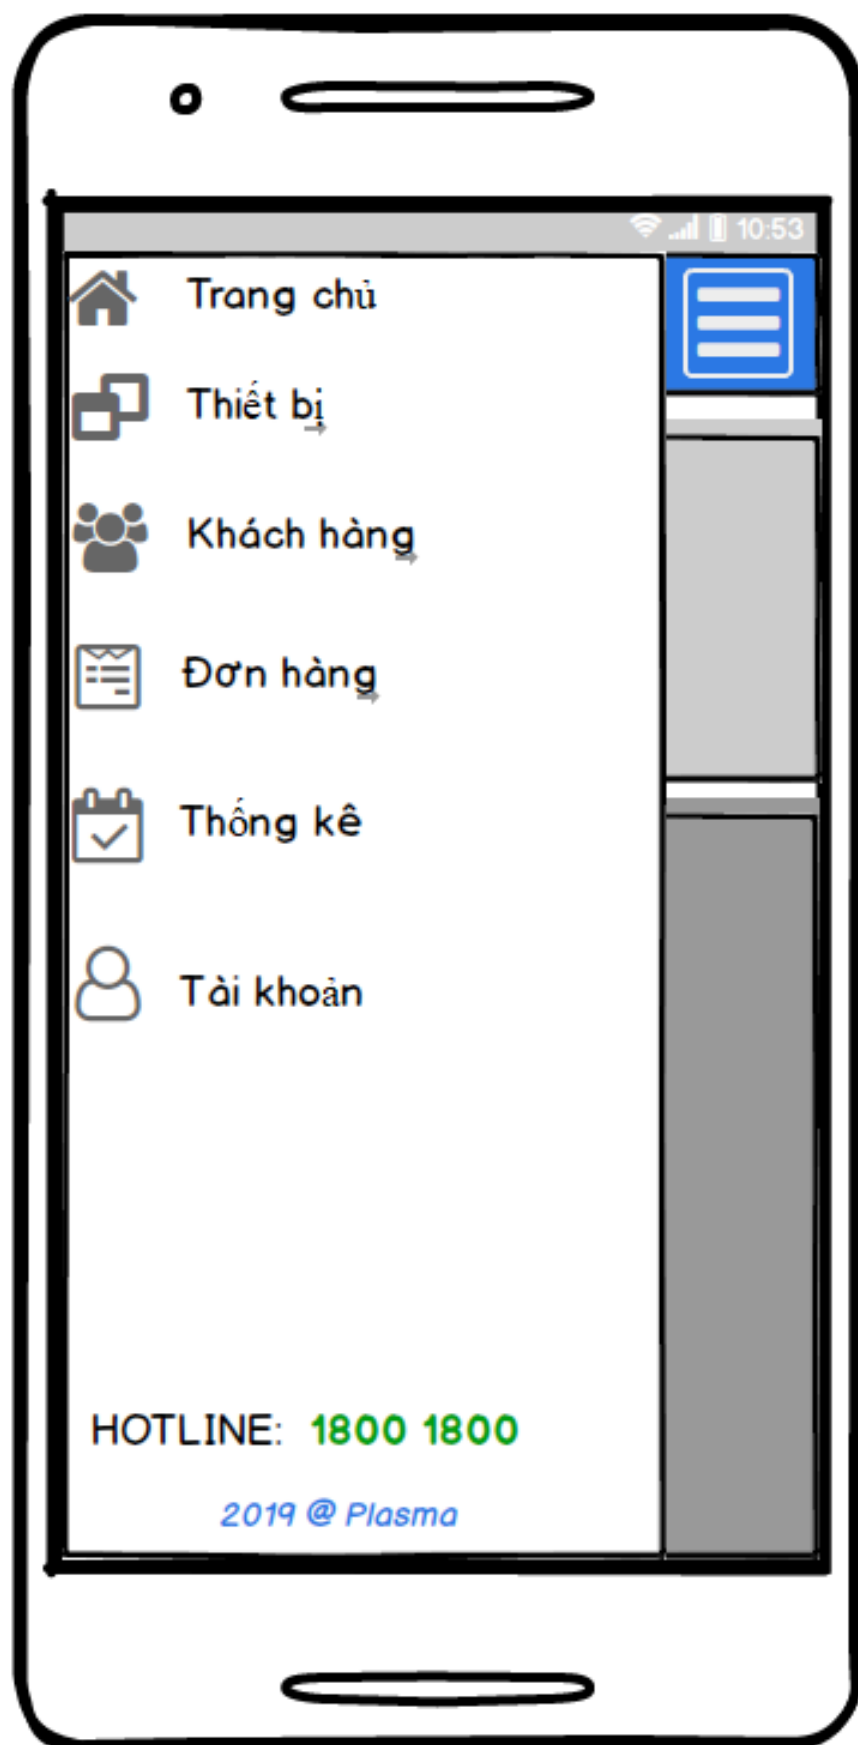 10:53
Trang chủ
Thiết bị
Khách hàng
Đơn hàng
Thống kê
Tài khoản
HOTLINE: 1800 1800
2019 @ Plasma